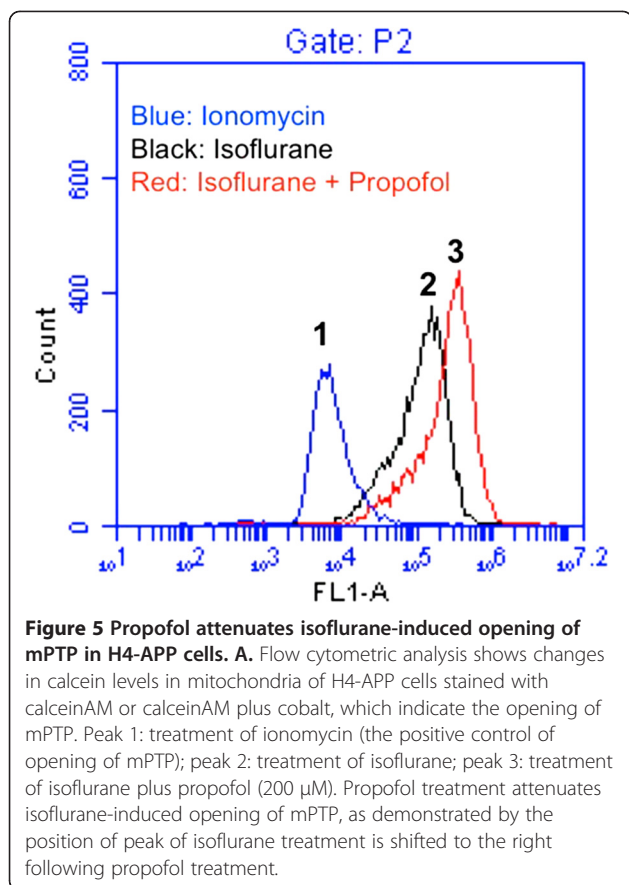 Gate: P2
800
600
400
200
0
Count
Blue: Ionomycin
Black: Isoflurane
Red: Isoflurane + Propofol
1
2
3
10^1 10^2 10^3 10^4 10^5 10^6 10^7.2
FL1-A
Figure 5 Propofol attenuates isoflurane-induced opening of
mPTP in H4-APP cells. A. Flow cytometric analysis shows changes
in calcein levels in mitochondria of H4-APP cells stained with
calceinAM or calceinAM plus cobalt, which indicate the opening of
mPTP. Peak 1: treatment of ionomycin (the positive control of
opening of mPTP); peak 2: treatment of isoflurane; peak 3: treatment
of isoflurane plus propofol (200 μM). Propofol treatment attenuates
isoflurane-induced opening of mPTP, as demonstrated by the
position of peak of isoflurane treatment is shifted to the right
following propofol treatment.